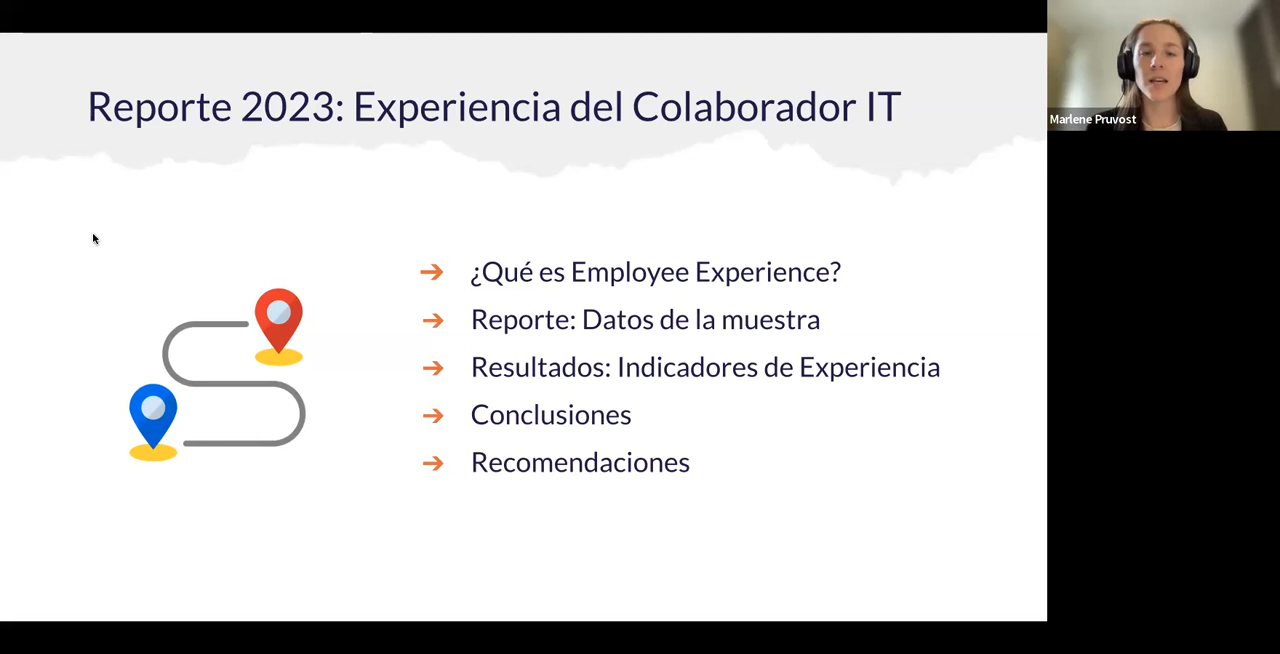 Reporte 2023: Experiencia del Colaborador IT
Marlene Pruvost
¿Qué es Employee Experience?
Reporte: Datos de la muestra
Resultados: Indicadores de Experiencia
Conclusiones
Recomendaciones